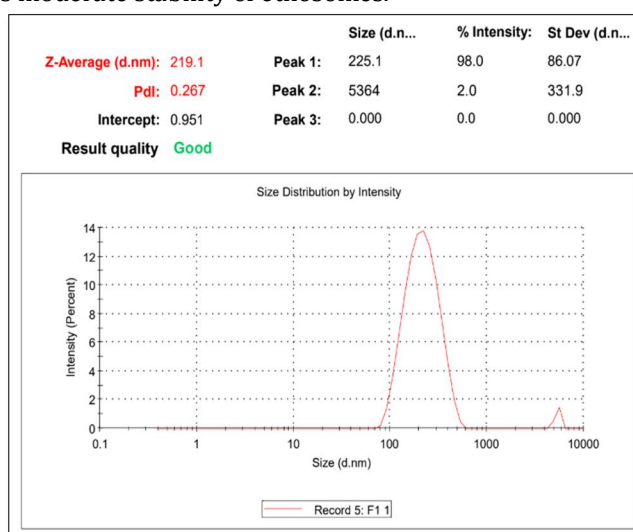 moderate stability of ethosomes.
Size (d.n... % Intensity: St Dev (d.n...
Z-Average (d.nm): 219.1 Peak 1: 225.1 98.0 86.07
PdI: 0.267 Peak 2: 5364 2.0 331.9
Intercept: 0.951 Peak 3: 0.000 0.0 0.000
Result quality Good
Size Distribution by Intensity
14
12
10
8
6
4
2
0
Intensity (Percent)
0.1 1 10 100 1000 10000
Size (d.nm)
Record 5: F1 1